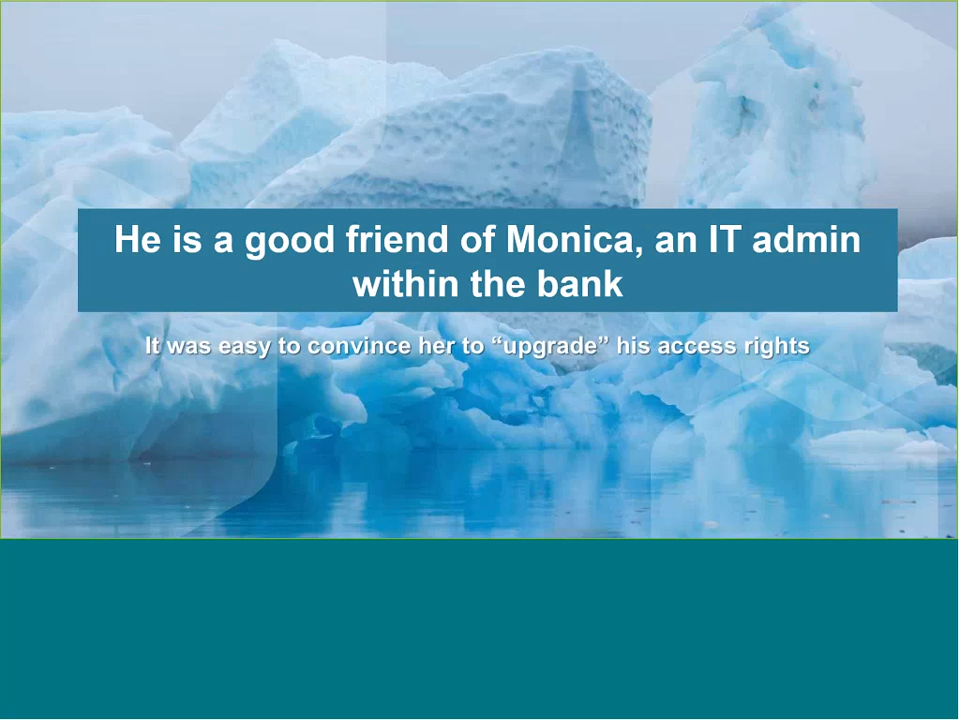 He is a good friend of Monica, an IT admin
within the bank
It was easy to convince her to “upgrade” his access rights